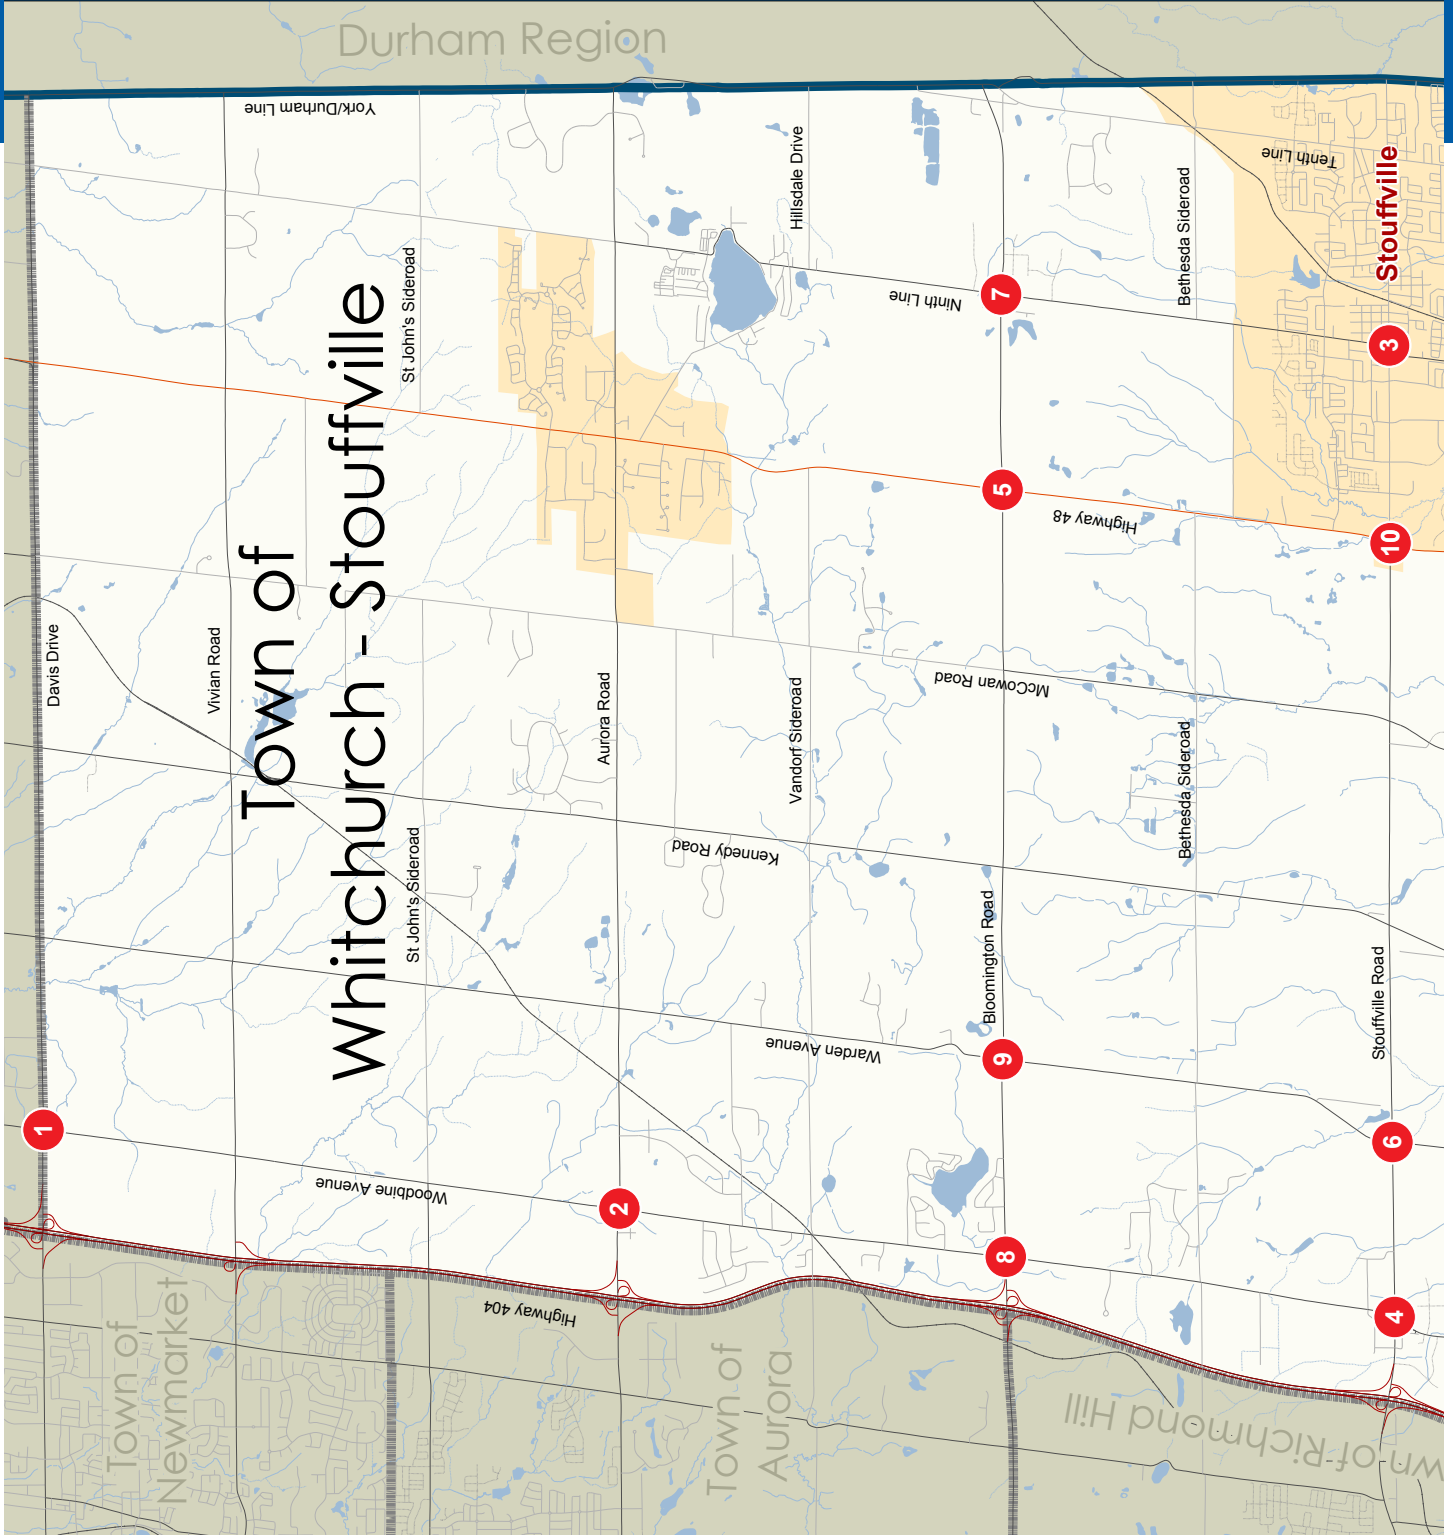 Durham Region
York/Durham Line
Hillsdale Drive
Tenth Line
Stouffville
Bethesda Sideroad
St John's Sideroad
Ninth Line
7
3
5
Highway 48
10
Town of
Whitchurch - Stouffville
Davis Drive
Vivian Road
Aurora Road
Vandorf Sideroad
McCowan Road
Bethesda Sideroad
St John's Sideroad
Kennedy Road
Bloomington Road
Stouffville Road
Warden Avenue
9
1
6
Woodbine Avenue
2
8
4
Highway 404
Town of
Newmarket
Town of
Aurora
wn of Richmond Hill